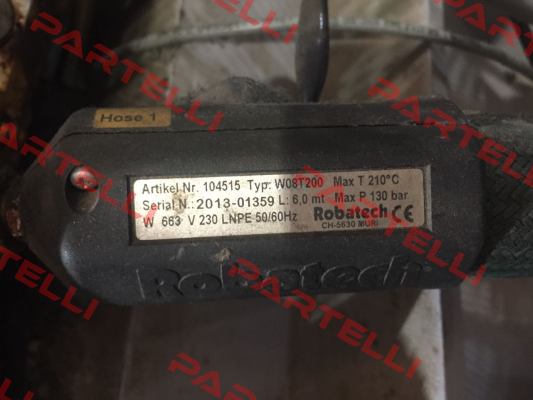 Hose 1
Artikel Nr. 104515 Typ: W08T200 Max T 210°C
Serial N.: 2013-01359 L: 6,0 mt Max P 130 bar
W 663 V 230 LNPE 50/60Hz Robatech CE
CH-5630 MURI
Robatech
PARTELLI
PARTELLI
PARTELLI
PARTELLI
PARTELLI
PARTELLI